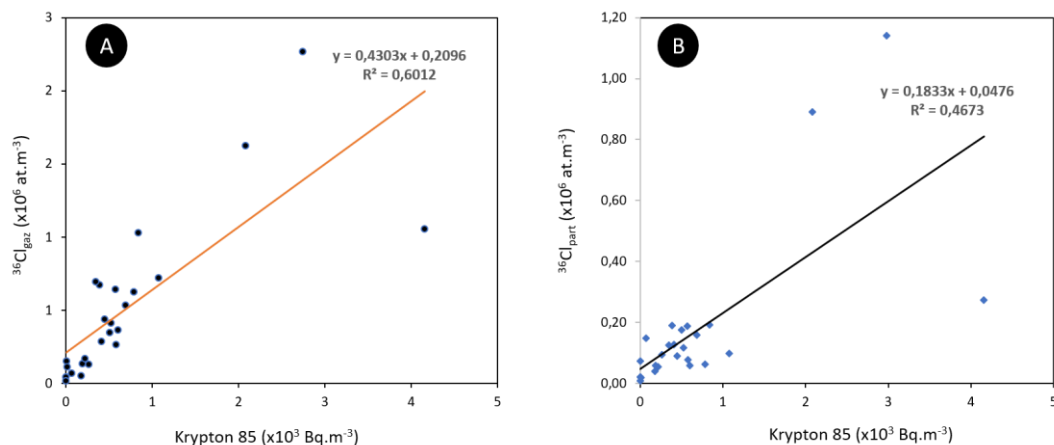 A
y = 0,4303x + 0,2096
R² = 0,6012
3
2
2
1
1
0
0
1
2
3
4
5
³⁶Cl_gaz (x10⁶ at.m⁻³)
Krypton 85 (x10³ Bq.m⁻³)
B
y = 0,1833x + 0,0476
R² = 0,4673
1,20
1,00
0,80
0,60
0,40
0,20
0,00
0
1
2
3
4
5
³⁶Cl_part (x10⁶ at.m⁻³)
Krypton 85 (x10³ Bq.m⁻³)